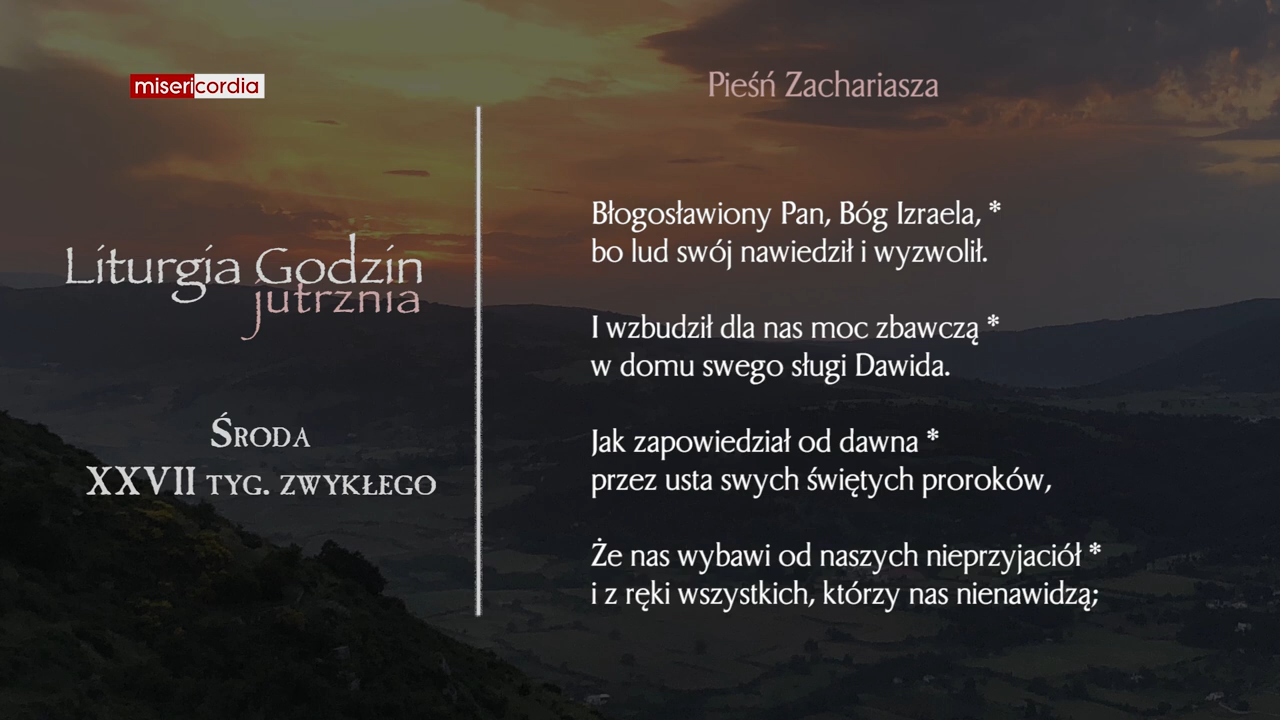 misericordia
Liturgia Godzin
jutrznia
Środa
XXVII tyg. zwykłego
Pieśń Zachariasza
Błogosławiony Pan, Bóg Izraela, *
bo lud swój nawiedził i wyzwolił.
I wzbudził dla nas moc zbawczą *
w domu swego sługi Dawida.
Jak zapowiedział od dawna *
przez usta swych świętych proroków,
Że nas wybawi od naszych nieprzyjaciół *
i z ręki wszystkich, którzy nas nienawidzą;